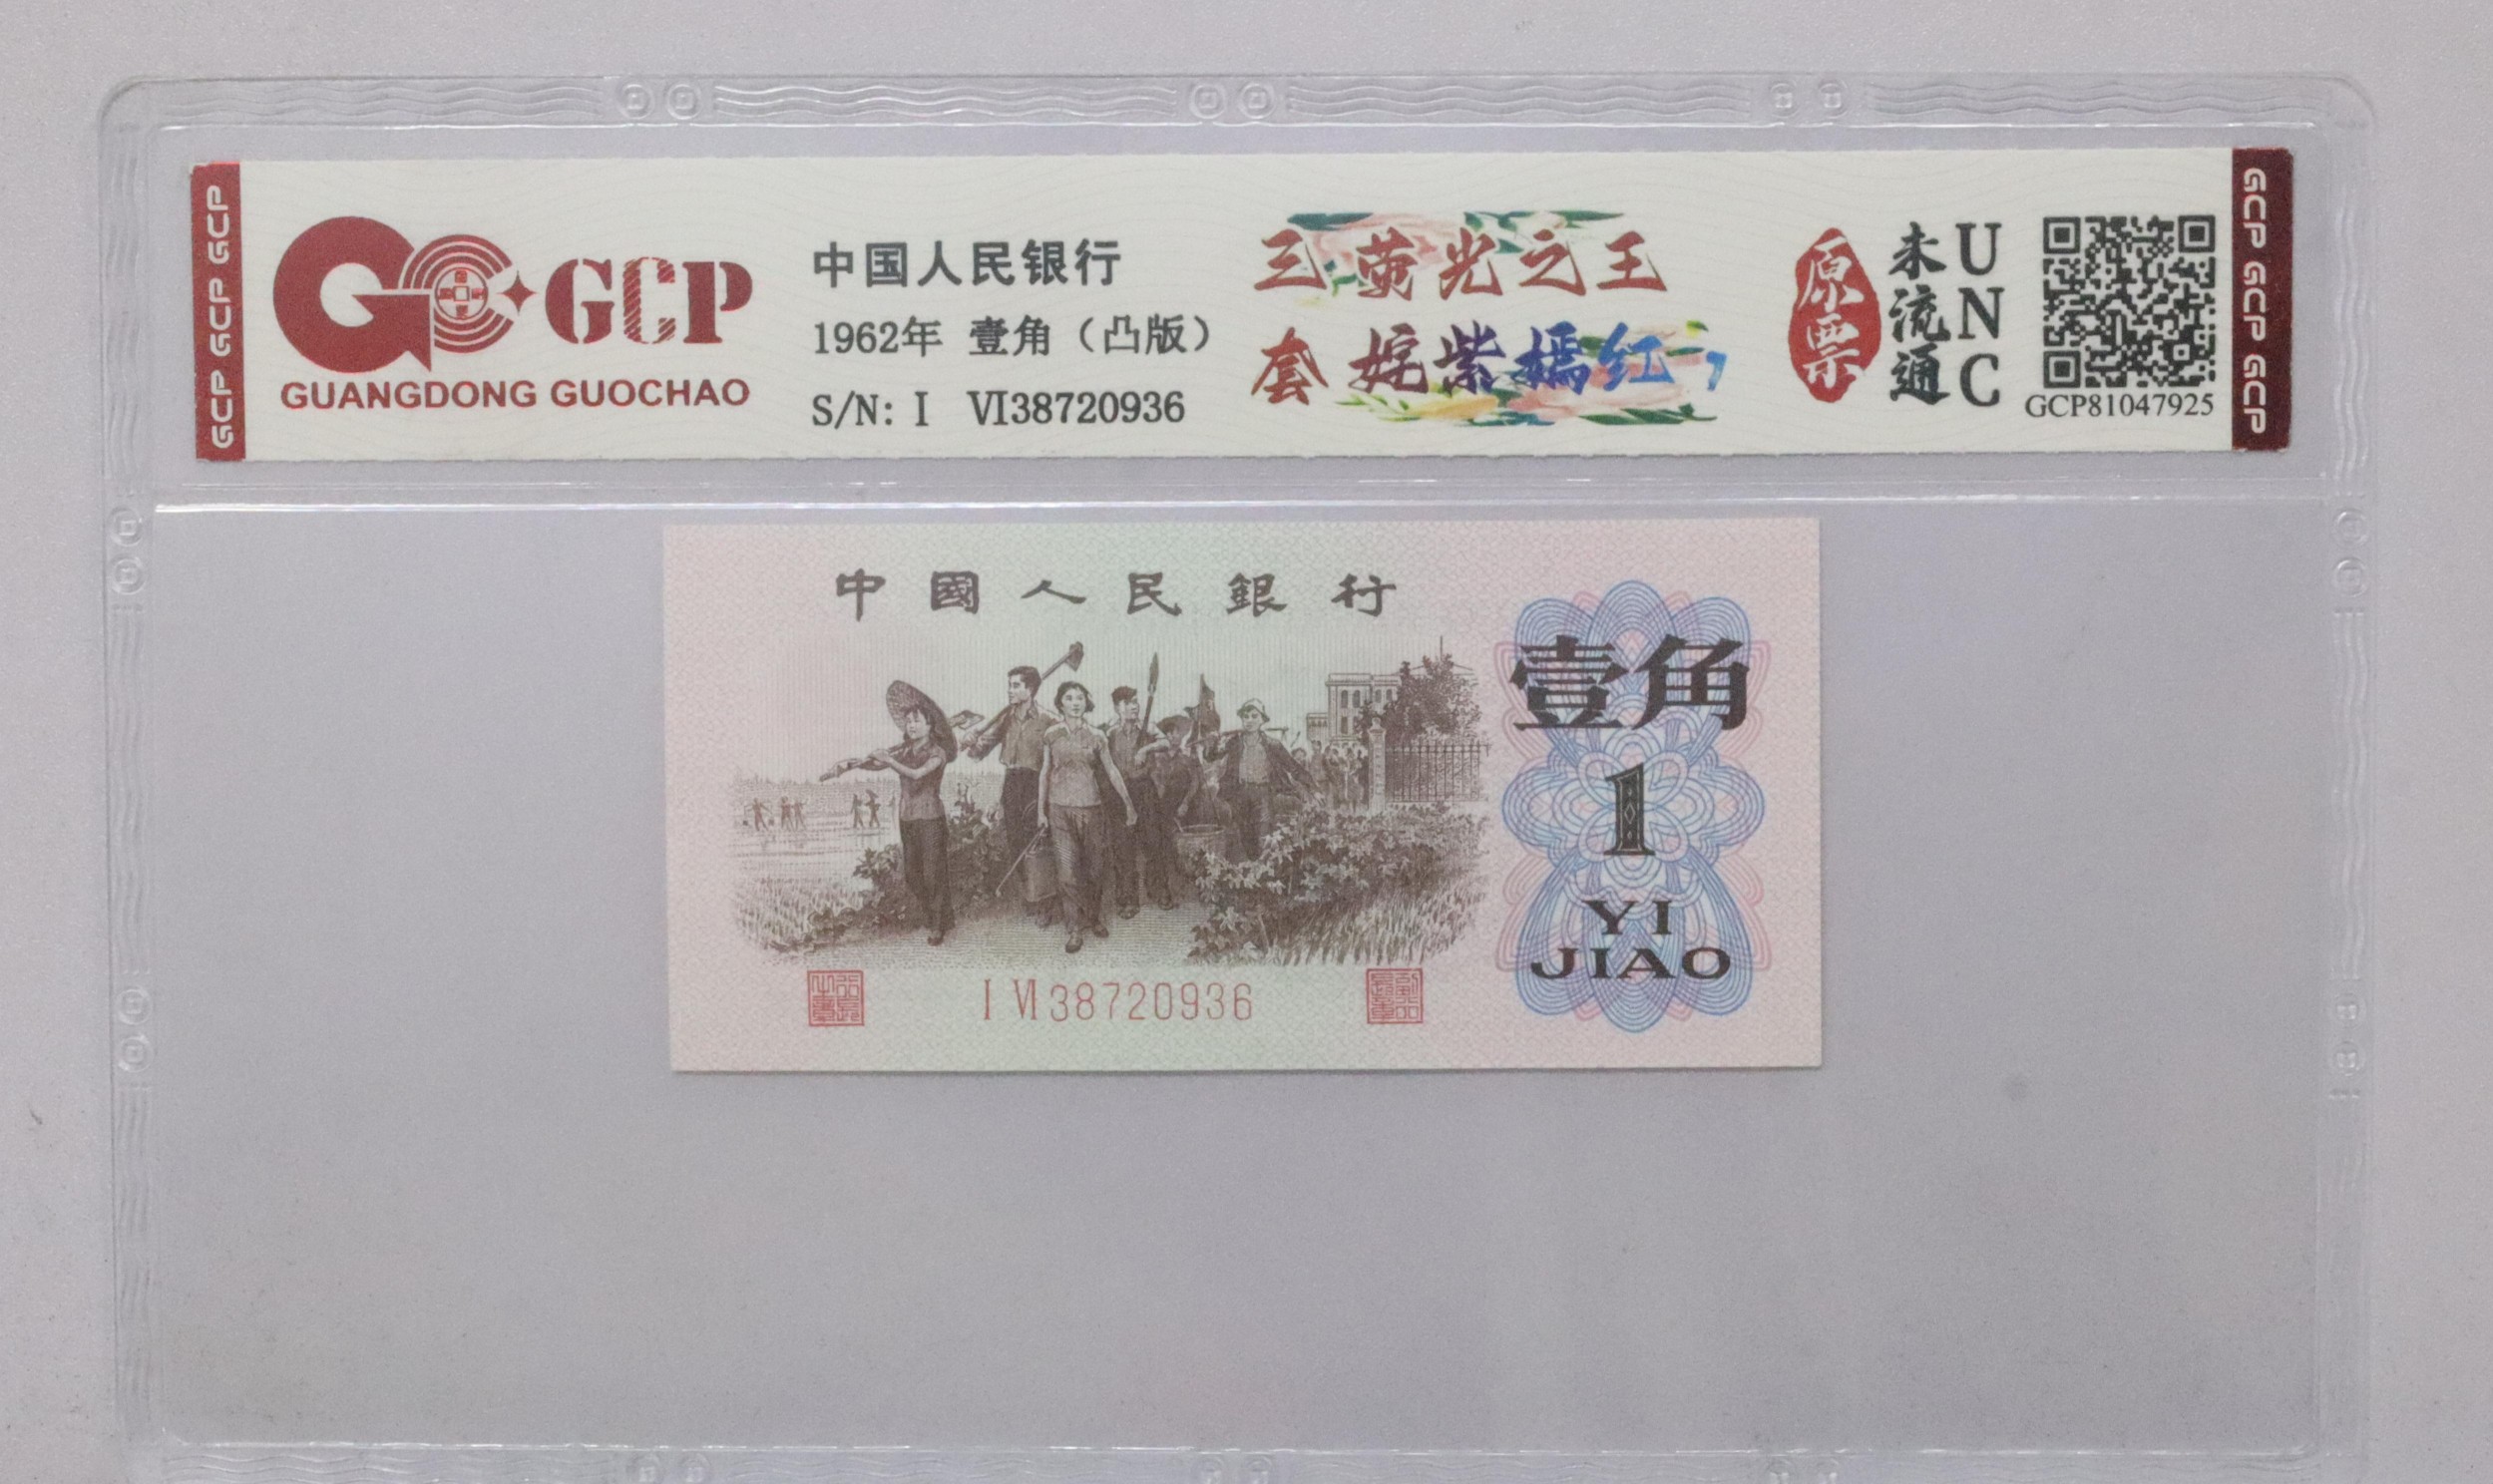 GCP GCP GCP
GCP
GUANGDONG GUOCHAO
中国人民银行
1962年 壹角（凸版）
S/N: I VI38720936
三萤光之王
套姹紫嫣红，
原票
未流通
UNC
GCP81047925
GCP GCP GCP
中國人民銀行
壹角
1
YI
JIAO
I VI 38720936